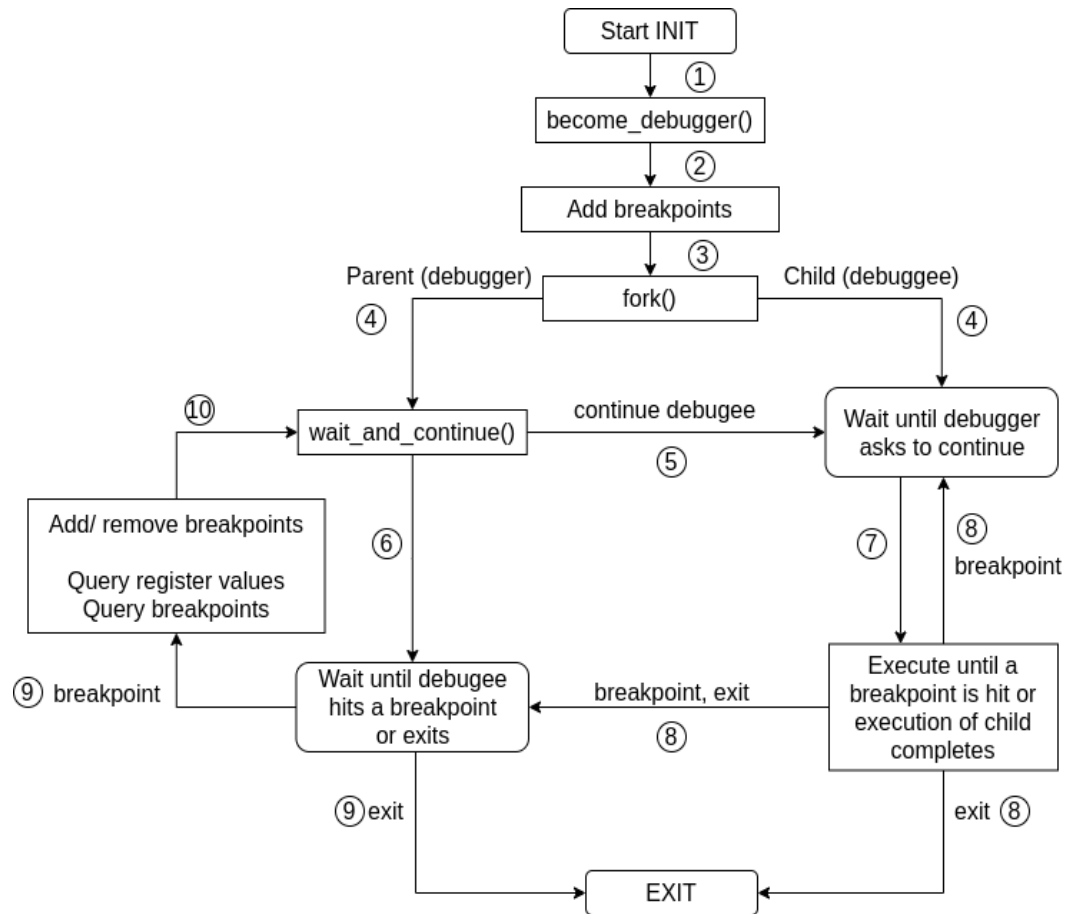 Start INIT
①
become_debugger()
②
Add breakpoints
③
Parent (debugger)
Child (debuggee)
fork()
④
④
⑩
continue debugee
wait_and_continue()
Wait until debugger
asks to continue
⑤
Add/ remove breakpoints
Query register values
Query breakpoints
⑥
⑦
⑧
breakpoint
⑨ breakpoint
Wait until debugee
hits a breakpoint
or exits
breakpoint, exit
⑧
Execute until a
breakpoint is hit or
execution of child
completes
⑨ exit
exit ⑧
EXIT